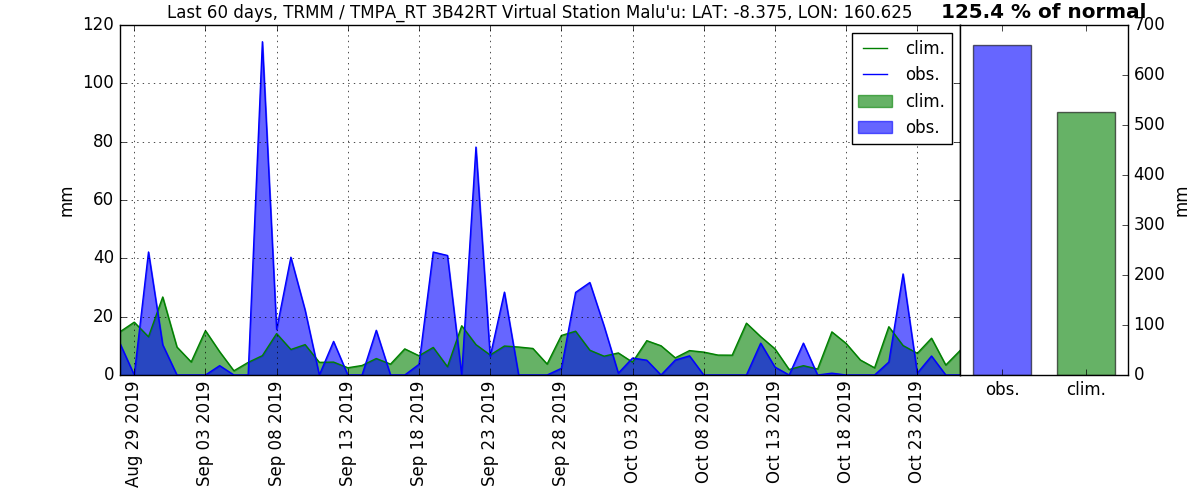 Last 60 days, TRMM / TMPA_RT 3B42RT Virtual Station Malu'u: LAT: -8.375, LON: 160.625
125.4 % of normal
120
100
80
60
40
20
0
mm
clim.
obs.
clim.
obs.
700
600
500
400
300
200
100
0
mm
obs.
clim.
Aug 29 2019
Sep 03 2019
Sep 08 2019
Sep 13 2019
Sep 18 2019
Sep 23 2019
Sep 28 2019
Oct 03 2019
Oct 08 2019
Oct 13 2019
Oct 18 2019
Oct 23 2019